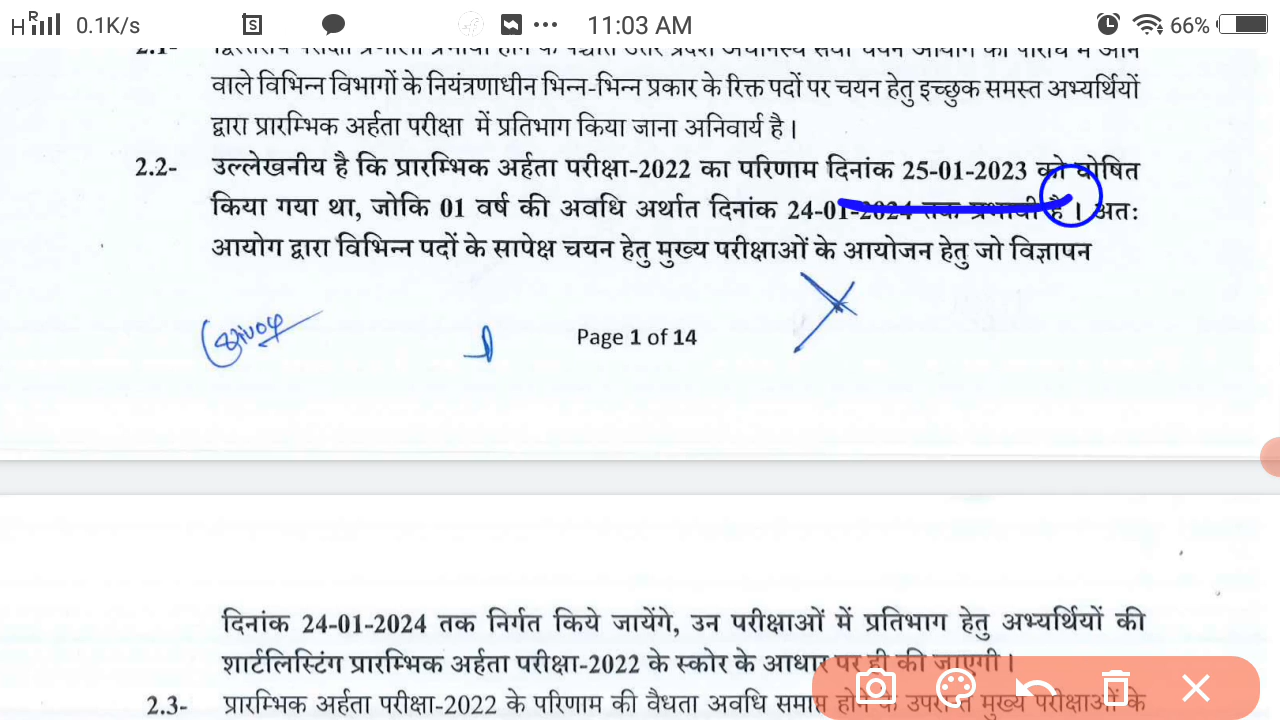 H R 0.1K/s S 11:03 AM 66%
2.1-
वाले विभिन्न विभागों के नियंत्रणाधीन भिन्न-भिन्न प्रकार के रिक्त पदों पर चयन हेतु इच्छुक समस्त अभ्यर्थियों
द्वारा प्रारम्भिक अर्हता परीक्षा में प्रतिभाग किया जाना अनिवार्य है।
2.2- उल्लेखनीय है कि प्रारम्भिक अर्हता परीक्षा-2022 का परिणाम दिनांक 25-01-2023 को घोषित
किया गया था, जोकि 01 वर्ष की अवधि अर्थात दिनांक 24-01-2024 तक प्रभावी है। अतः
आयोग द्वारा विभिन्न पदों के सापेक्ष चयन हेतु मुख्य परीक्षाओं के आयोजन हेतु जो विज्ञापन
Page 1 of 14
दिनांक 24-01-2024 तक निर्गत किये जायेंगे, उन परीक्षाओं में प्रतिभाग हेतु अभ्यर्थियों की
शार्टलिस्टिंग प्रारम्भिक अर्हता परीक्षा-2022 के स्कोर के आधार पर ही की जाएगी।
2.3- प्रारम्भिक अर्हता परीक्षा-2022 के परिणाम की वैधता अवधि समाप्त होने के उपरान्त मुख्य परीक्षाओं के